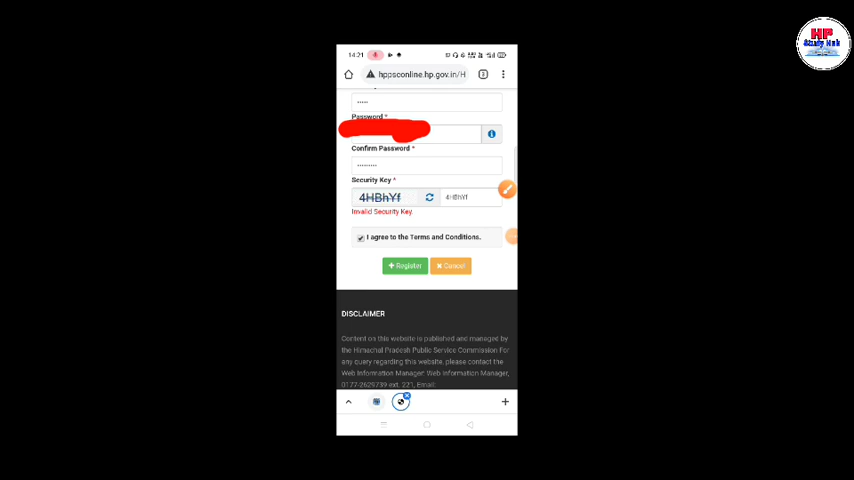 HP
Study Hub
14:21
hppsconline.hp.gov.in/H
3
Password *
Confirm Password *
Security Key *
4HBhYf
4HBhYf
Invalid Security Key.
I agree to the Terms and Conditions.
Register
Cancel
DISCLAIMER
Content on this website is published and managed by
the Himachal Pradesh Public Service Commission For
any query regarding this website, please contact the
Web Information Manager: Web Information Manager,
0177-2629739 ext. 221, Email: